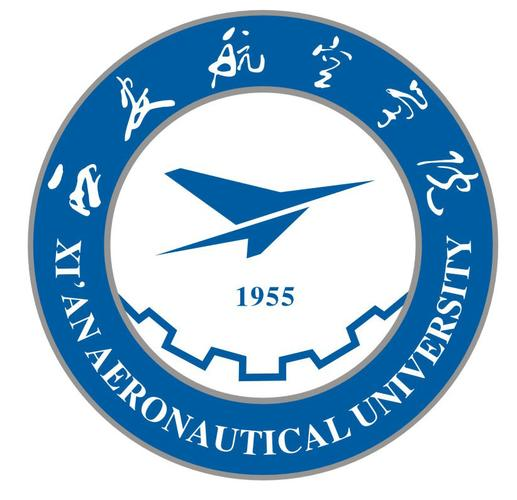 西安航空学院
1955
XI'AN AERONAUTICAL UNIVERSITY